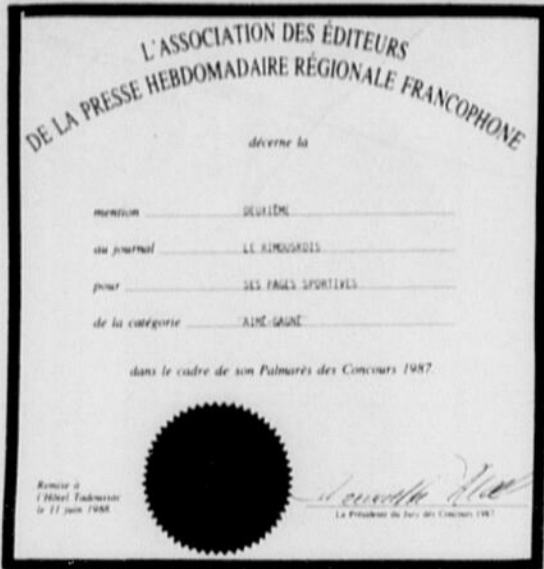 L'ASSOCIATION DES ÉDITEURS
DE LA PRESSE HEBDOMADAIRE RÉGIONALE FRANCOPHONE
décerne la
mention DEUXIÈME
au journal LE RIMOUSKOIS
pour SES PAGES SPORTIVES
de la catégorie "AIMÉ-GAGNÉ"
dans le cadre de son Palmarès des Concours 1987.
Remise à
l'Hôtel Tadoussac
le 11 juin 1988
La Présidente du Jury des Concours 1987